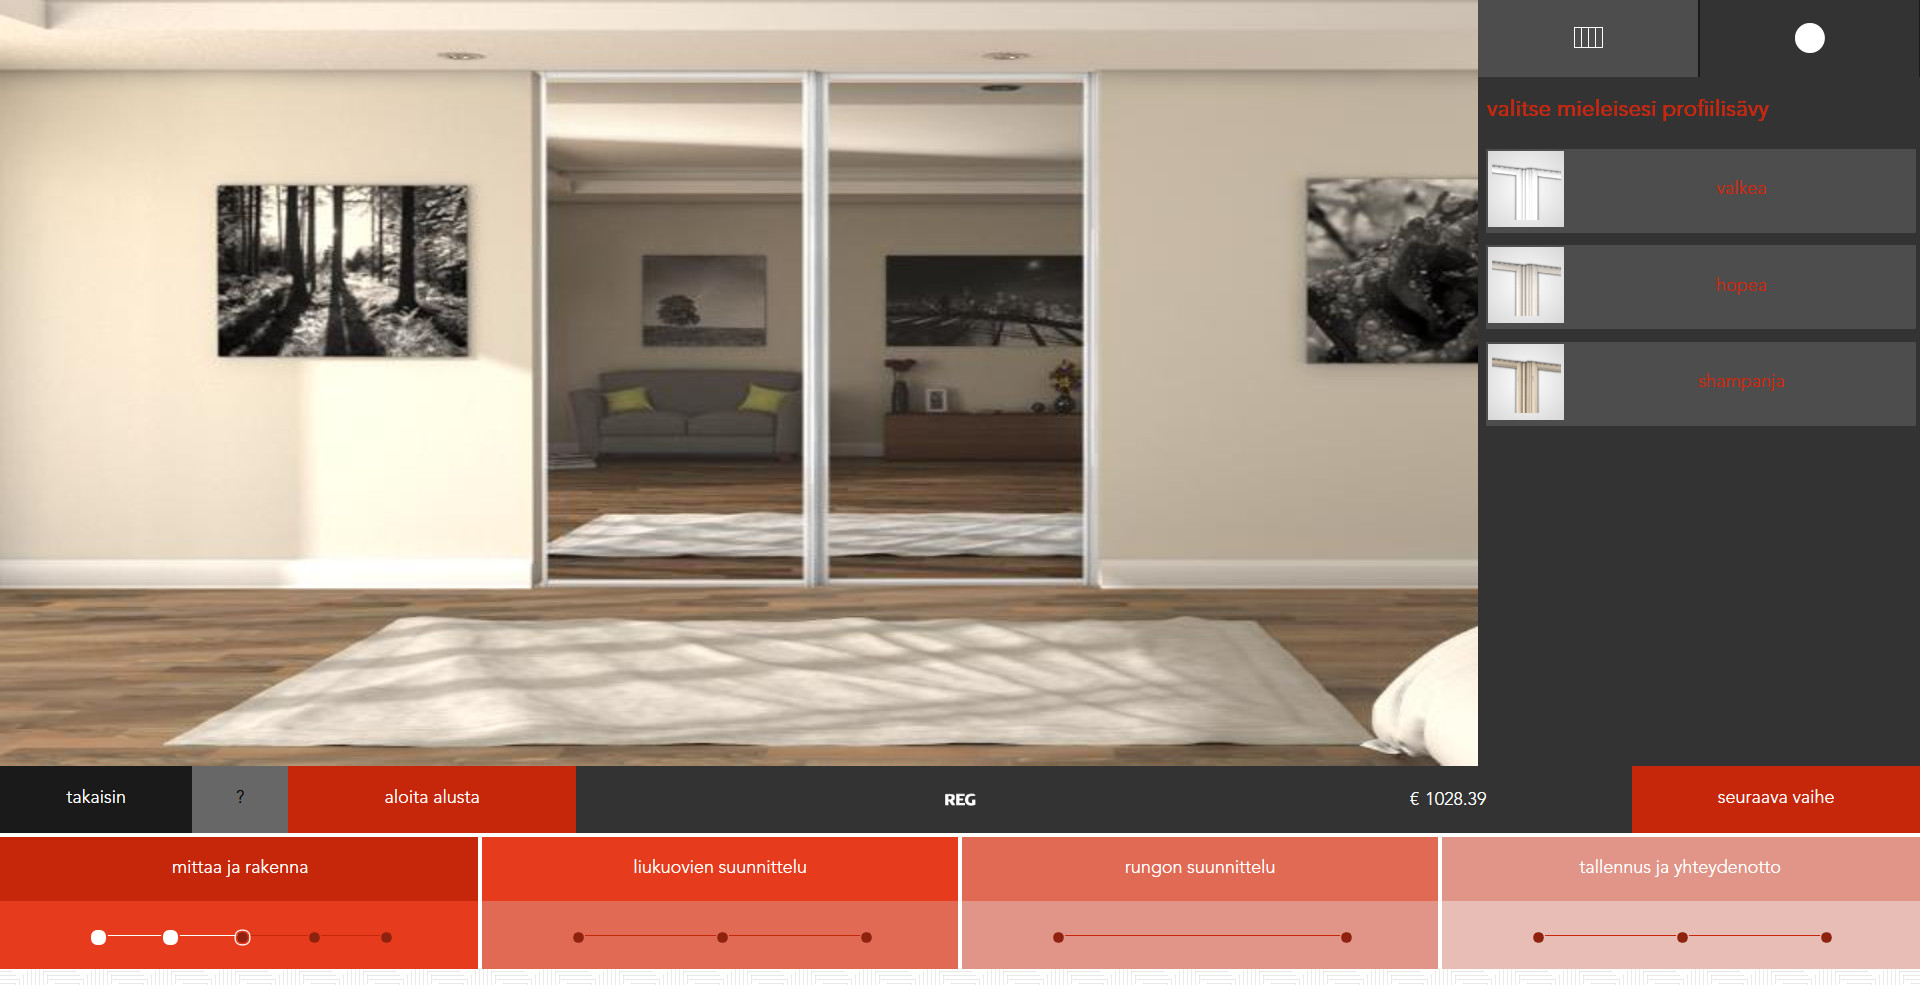 valitse mieleisesi profiilisävy
valkea
hopea
shampanja
takaisin
?
aloita alusta
REG
€ 1028.39
seuraava vaihe
mittaa ja rakenna
liukuovien suunnittelu
rungon suunnittelu
tallennus ja yhteydenotto